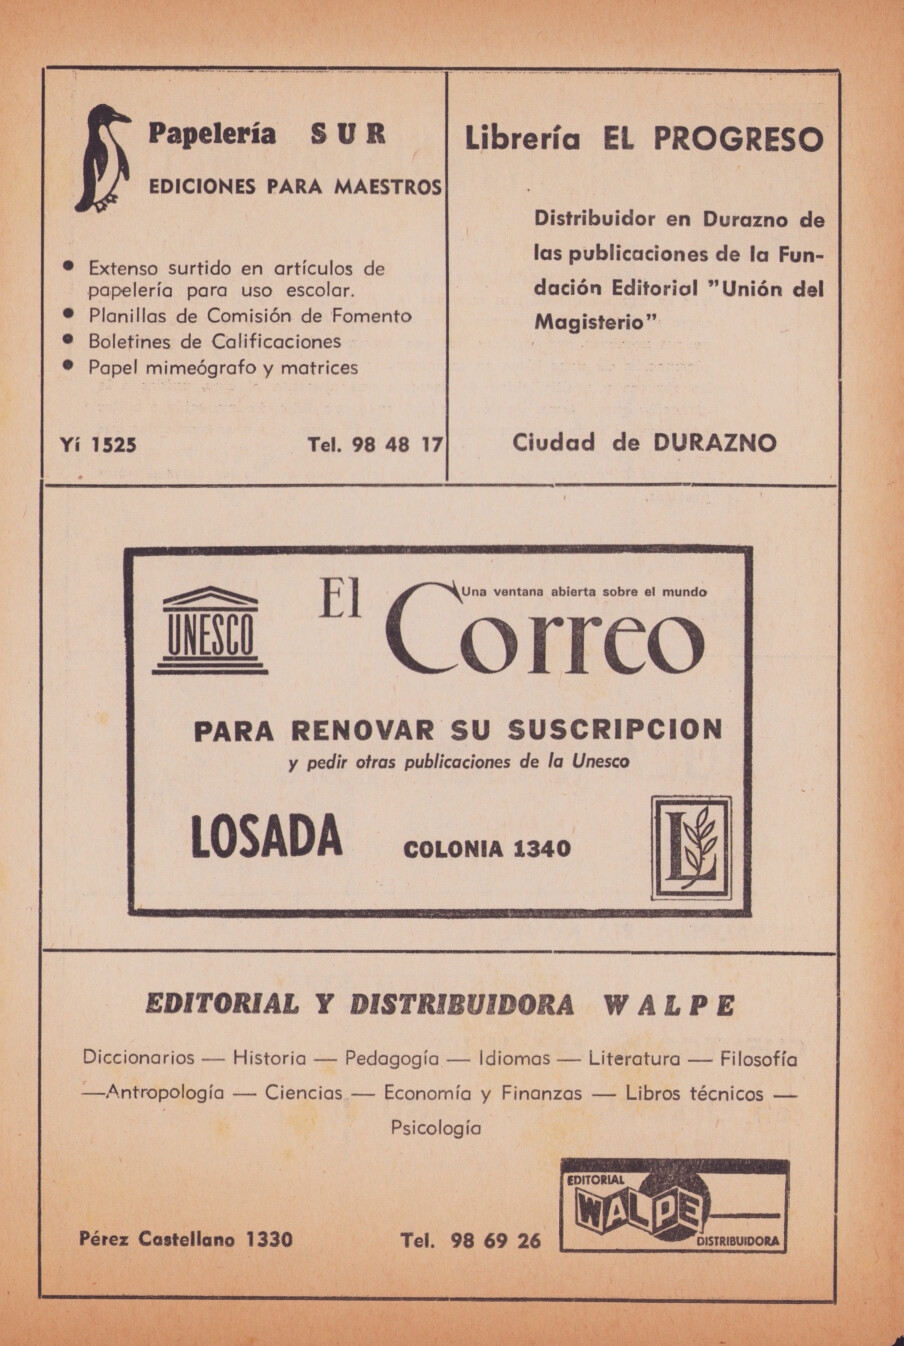 Papelería SUR
EDICIONES PARA MAESTROS
• Extenso surtido en artículos de
papelería para uso escolar.
• Planillas de Comisión de Fomento
• Boletines de Calificaciones
• Papel mimeógrafo y matrices
Yí 1525 Tel. 98 48 17
Librería EL PROGRESO
Distribuidor en Durazno de
las publicaciones de la Fun-
dación Editorial "Unión del
Magisterio"
Ciudad de DURAZNO
UNESCO
El Correo
Una ventana abierta sobre el mundo
PARA RENOVAR SU SUSCRIPCION
y pedir otras publicaciones de la Unesco
LOSADA COLONIA 1340
L
EDITORIAL Y DISTRIBUIDORA WALPE
Diccionarios — Historia — Pedagogía — Idiomas — Literatura — Filosofía
—Antropología — Ciencias — Economía y Finanzas — Libros técnicos —
Psicología
Pérez Castellano 1330 Tel. 98 69 26
EDITORIAL
WALPE
DISTRIBUIDORA